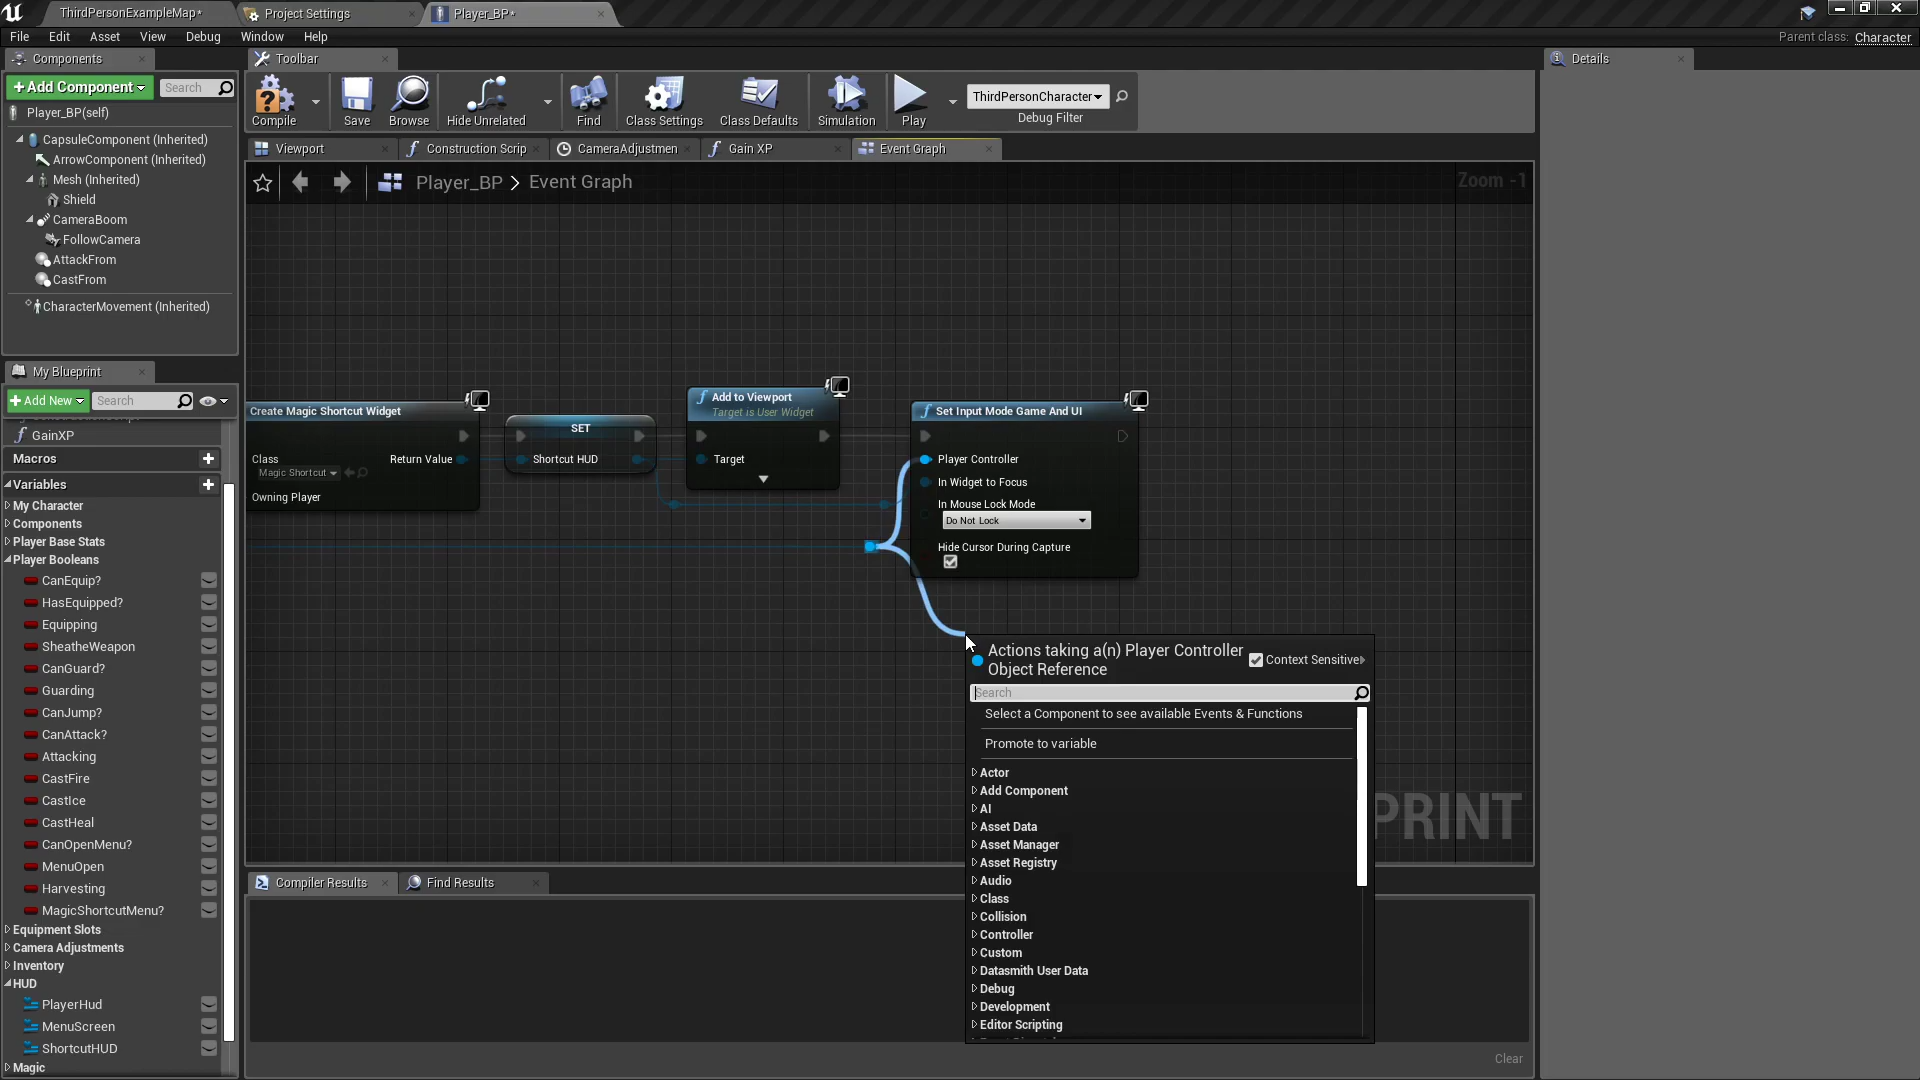 ThirdPersonExampleMap*
Project Settings
Player_BP*
File Edit Asset View Debug Window Help
Parent class: Character
Components
Toolbar
Details
+Add Component
Search
Player_BP(self)
CapsuleComponent (Inherited)
ArrowComponent (Inherited)
Mesh (Inherited)
Shield
CameraBoom
FollowCamera
AttackFrom
CastFrom
CharacterMovement (Inherited)
Compile
Save
Browse
Hide Unrelated
Find
Class Settings
Class Defaults
Simulation
Play
ThirdPersonCharacter
Debug Filter
Viewport
Construction Scrip
CameraAdjustmen
Gain XP
Event Graph
Player_BP > Event Graph
Zoom -1
My Blueprint
+Add New
Search
GainXP
Macros
Variables
My Character
Components
Player Base Stats
Player Booleans
CanEquip?
HasEquipped?
Equipping
SheatheWeapon
CanGuard?
Guarding
CanJump?
CanAttack?
Attacking
CastFire
CastIce
CastHeal
CanOpenMenu?
MenuOpen
Harvesting
MagicShortcutMenu?
Equipment Slots
Camera Adjustments
Inventory
HUD
PlayerHud
MenuScreen
ShortcutHUD
Magic
Create Magic Shortcut Widget
Class
Magic Shortcut
Return Value
Owning Player
SET
Shortcut HUD
Add to Viewport
Target is User Widget
Target
Set Input Mode Game And UI
Player Controller
In Widget to Focus
In Mouse Lock Mode
Do Not Lock
Hide Cursor During Capture
Actions taking a(n) Player Controller
Object Reference
Context Sensitive
Search
Select a Component to see available Events & Functions
Promote to variable
Actor
Add Component
AI
Asset Data
Asset Manager
Asset Registry
Audio
Class
Collision
Controller
Custom
Datasmith User Data
Debug
Development
Editor Scripting
PRINT
Compiler Results
Find Results
Clear